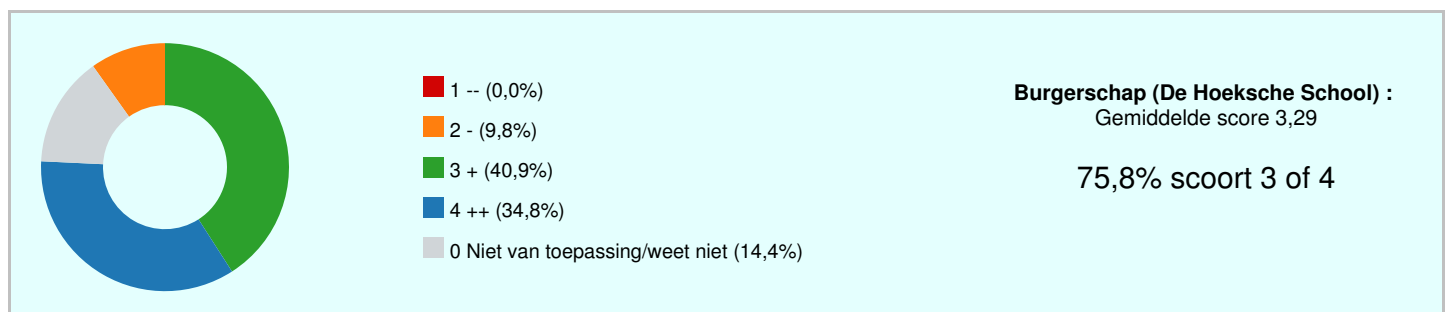 1 -- (0,0%)
2 - (9,8%)
3 + (40,9%)
4 ++ (34,8%)
0 Niet van toepassing/weet niet (14,4%)
Burgerschap (De Hoeksche School) :
Gemiddelde score 3,29
75,8% scoort 3 of 4